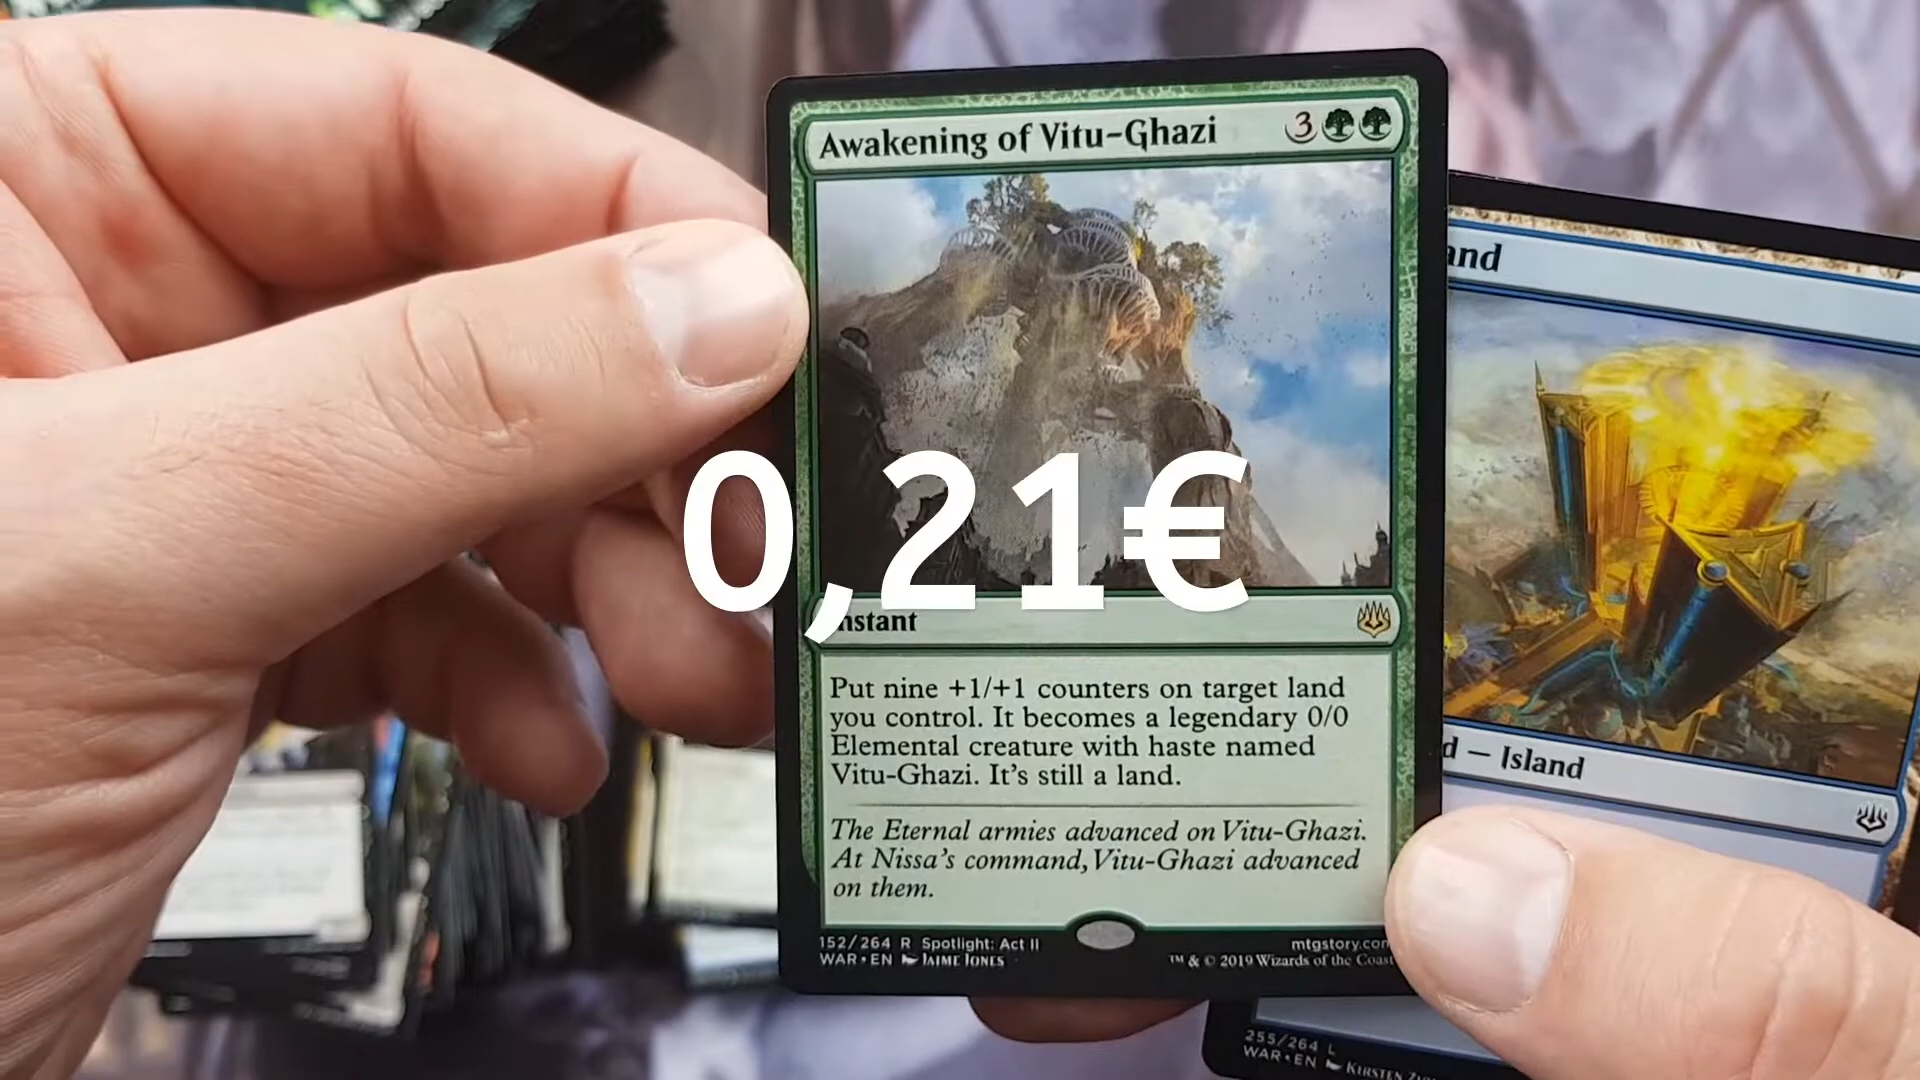 Awakening of Vitu-Ghazi 3
0,21€
Instant
Put nine +1/+1 counters on target land
you control. It becomes a legendary 0/0
Elemental creature with haste named
Vitu-Ghazi. It's still a land.
The Eternal armies advanced on Vitu-Ghazi.
At Nissa's command, Vitu-Ghazi advanced
on them.
152/264 R Spotlight: Act II
WAR • EN JAIME JONES
mtgstory.com
™ & © 2019 Wizards of the Coast
and
d — Island
255/264 L
WAR • EN KIRSTEN